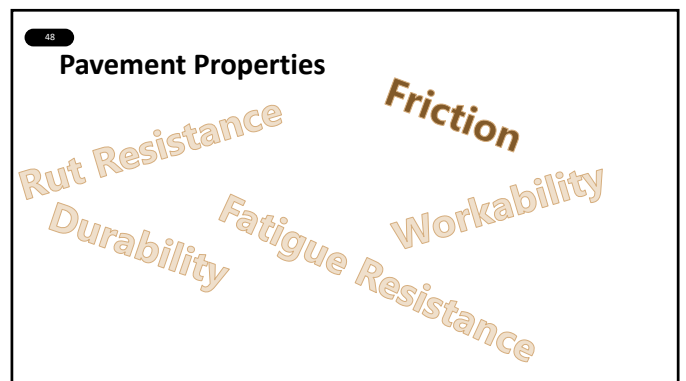 48
Pavement Properties
Friction
Rut Resistance
Workability
Durability
Fatigue Resistance